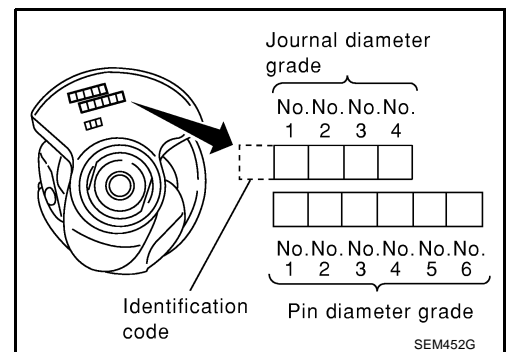 Journal diameter
grade
No. No. No. No.
1 2 3 4
No. No. No. No. No. No.
1 2 3 4 5 6
Identification
code
Pin diameter grade
SEM452G